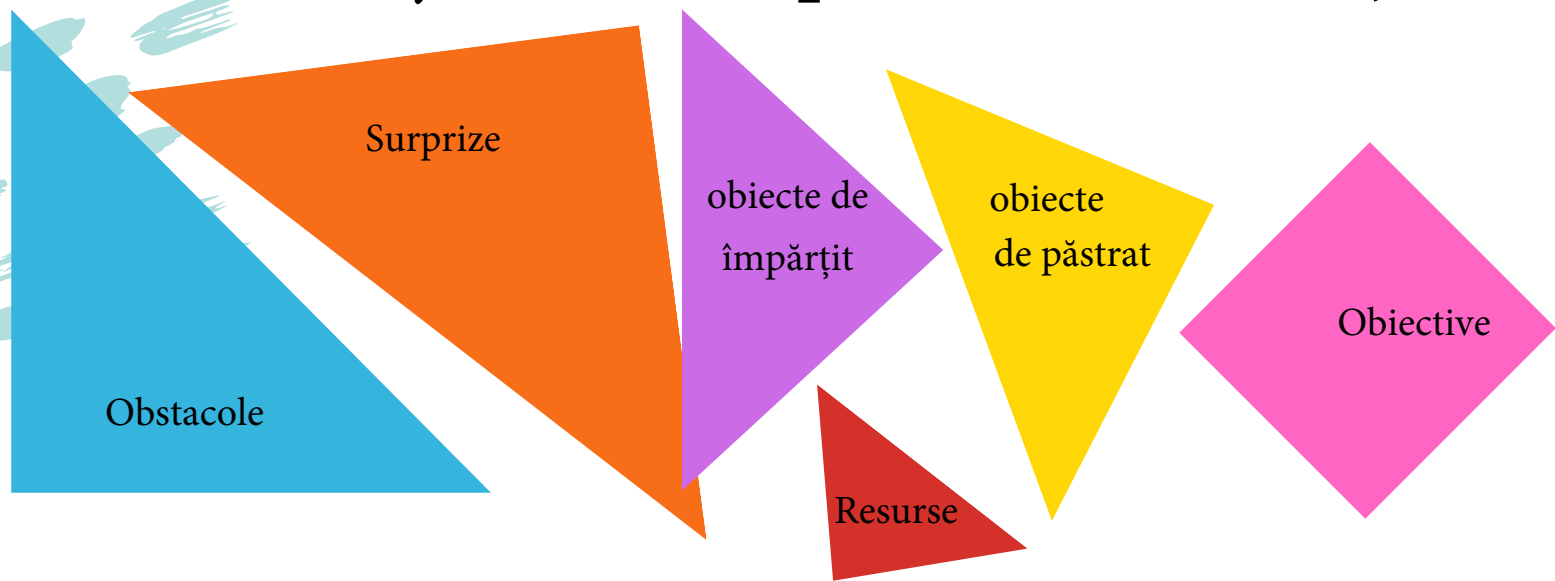 Surprize
obiecte de
împărțit
obiecte
de păstrat
Obiective
Obstacole
Resurse